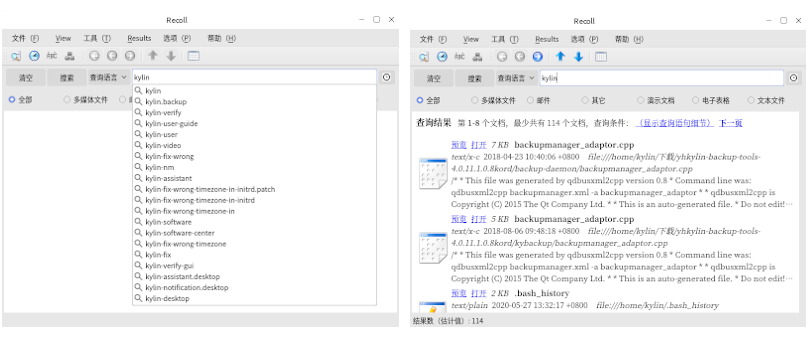 Recoll
文件 (F) View 工具 (T) Results 选项 (P) 帮助 (H)
清空 搜索 查询语言 kylin
全部 多媒体文件
kylin
kylin.backup
kylin-verify
kylin-user-guide
kylin-user
kylin-video
kylin-fix-wrong
kylin-nm
kylin-assistant
kylin-fix-wrong-timezone-in-initrd.patch
kylin-fix-wrong-timezone-in-initrd
kylin-fix-wrong-timezone-in
kylin-software
kylin-software-center
kylin-fix-wrong-timezone
kylin-fix
kylin-verify-gui
kylin-assistant.desktop
kylin-notification.desktop
kylin-desktop
Recoll
文件 (F) View 工具 (T) Results 选项 (P) 帮助 (H)
清空 搜索 查询语言 kylin
全部 多媒体文件 邮件 其它 演示文档 电子表格 文本文件
查询结果 第 1-8 个文档，最少共有 114 个文档，查询条件： （显示查询语句细节） 下一页
预览 打开 7 KB backupmanager_adaptor.cpp
text/x-c 2018-04-23 10:40:06 +0800 file:///home/kylin/下载/yhkylin-backup-tools-
4.0.11.1.0.8kord/backup-daemon/backupmanager_adaptor.cpp
/* * This file was generated by qdbusxml2cpp version 0.8 * Command line was:
qdbusxml2cpp backupmanager.xml -a backupmanager_adaptor * * qdbusxml2cpp is
Copyright (C) 2015 The Qt Company Ltd. * * This is an auto-generated file. * Do not edit!…
预览 打开 5 KB backupmanager_adaptor.cpp
text/x-c 2018-08-06 09:48:18 +0800 file:///home/kylin/下载/yhkylin-backup-tools-
4.0.11.1.0.8kord/kybackup/backupmanager_adaptor.cpp
/* * This file was generated by qdbusxml2cpp version 0.8 * Command line was:
qdbusxml2cpp backupmanager.xml -a backupmanager_adaptor * * qdbusxml2cpp is
Copyright (C) 2015 The Qt Company Ltd. * * This is an auto-generated file. * Do not edit!…
预览 打开 2 KB .bash_history
text/plain 2020-05-27 13:32:17 +0800 file:///home/kylin/.bash_history
结果数（估计值）: 114